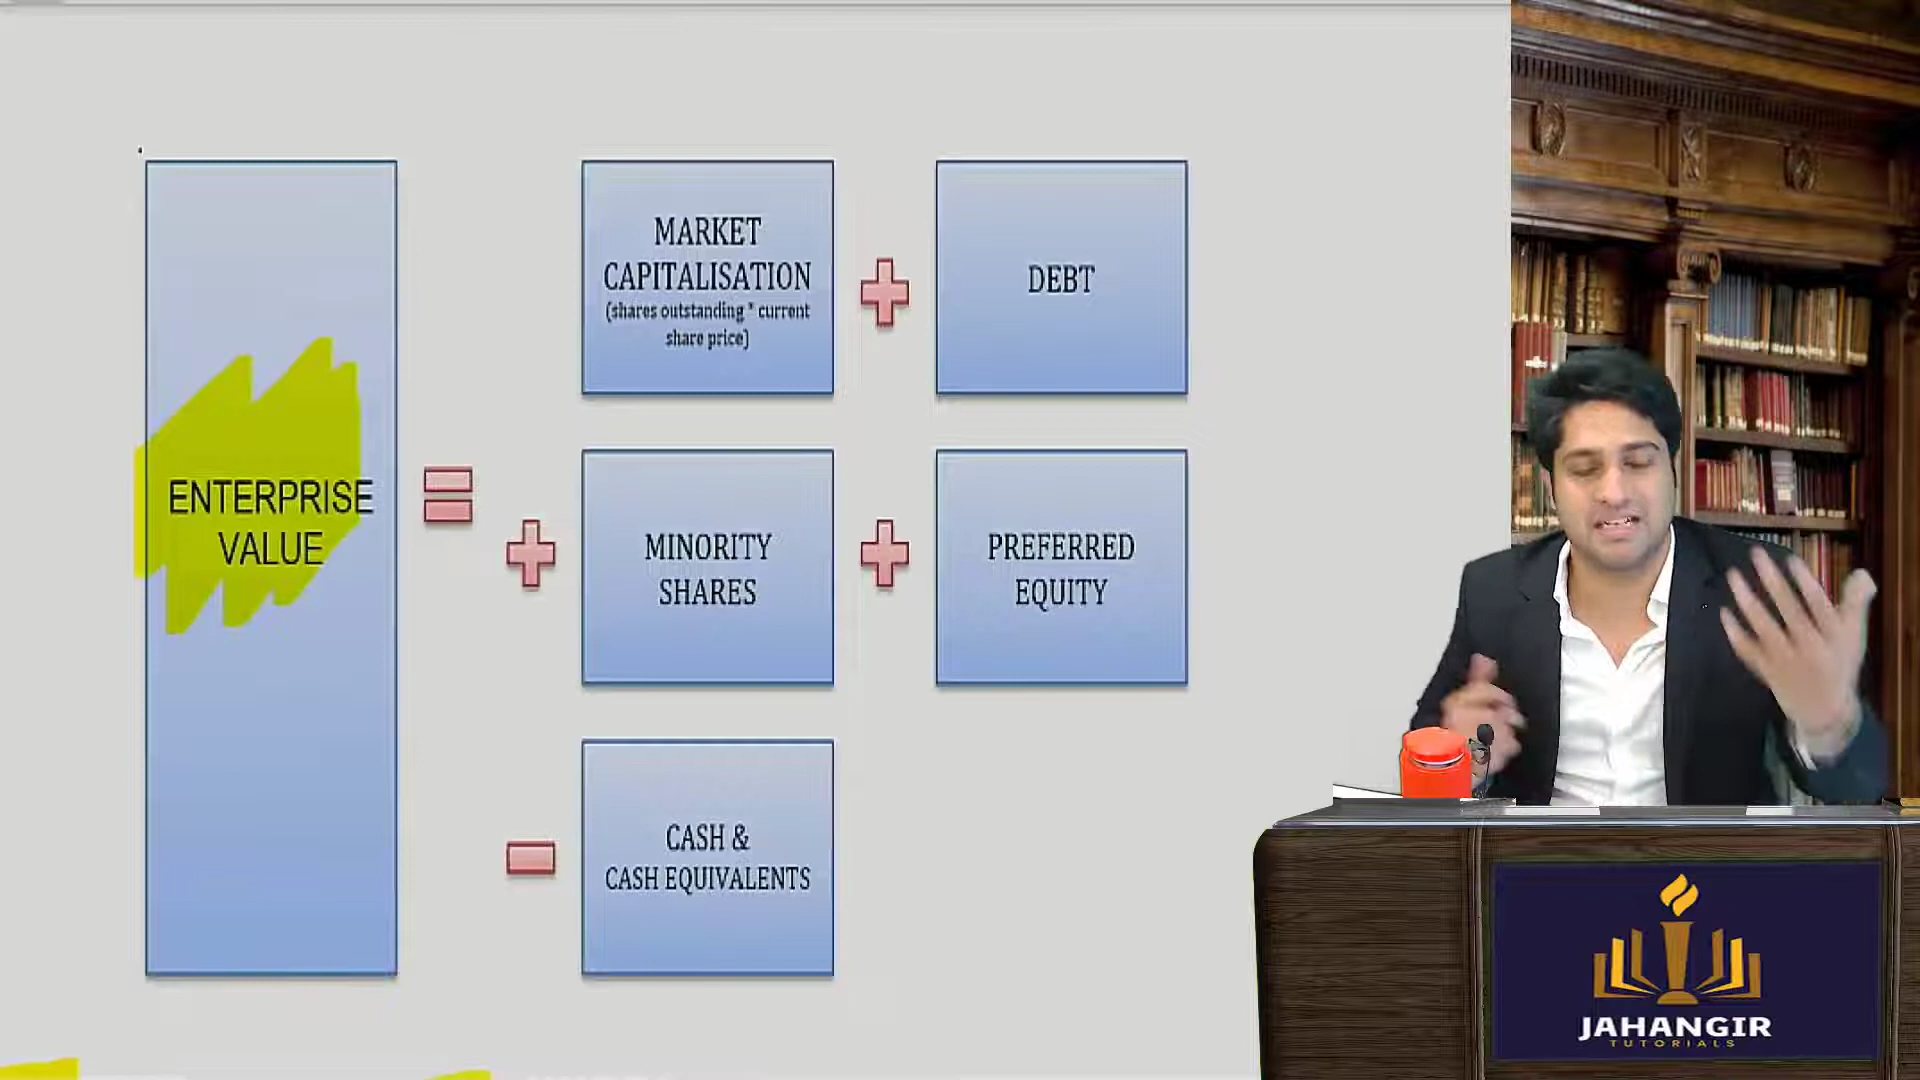 ENTERPRISE
VALUE
MARKET
CAPITALISATION
(shares outstanding * current
share price)
DEBT
MINORITY
SHARES
PREFERRED
EQUITY
CASH &
CASH EQUIVALENTS
JAHANGIR
TUTORIALS